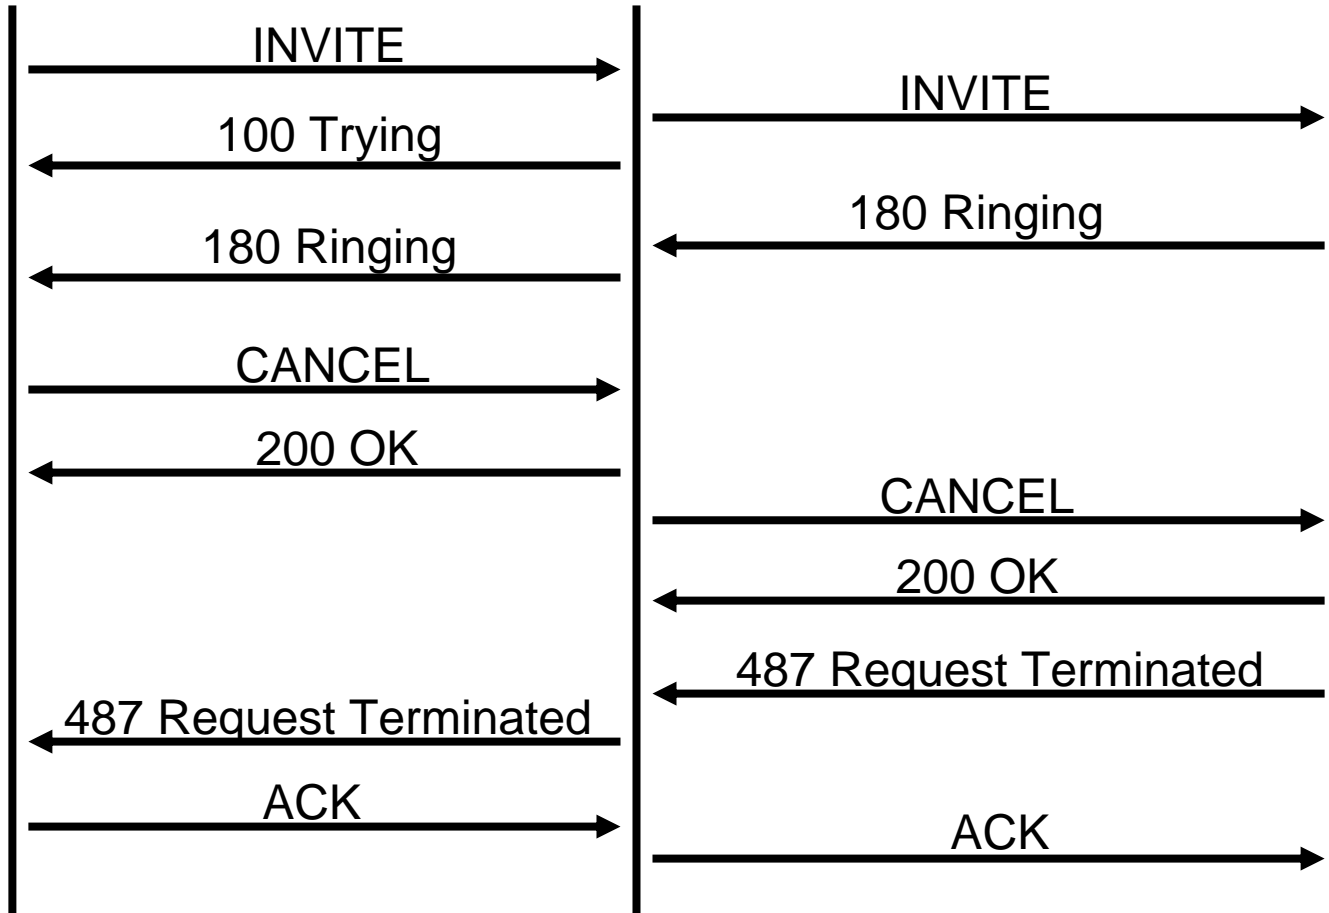 INVITE
INVITE
100 Trying
180 Ringing
180 Ringing
CANCEL
200 OK
CANCEL
200 OK
487 Request Terminated
487 Request Terminated
ACK
ACK